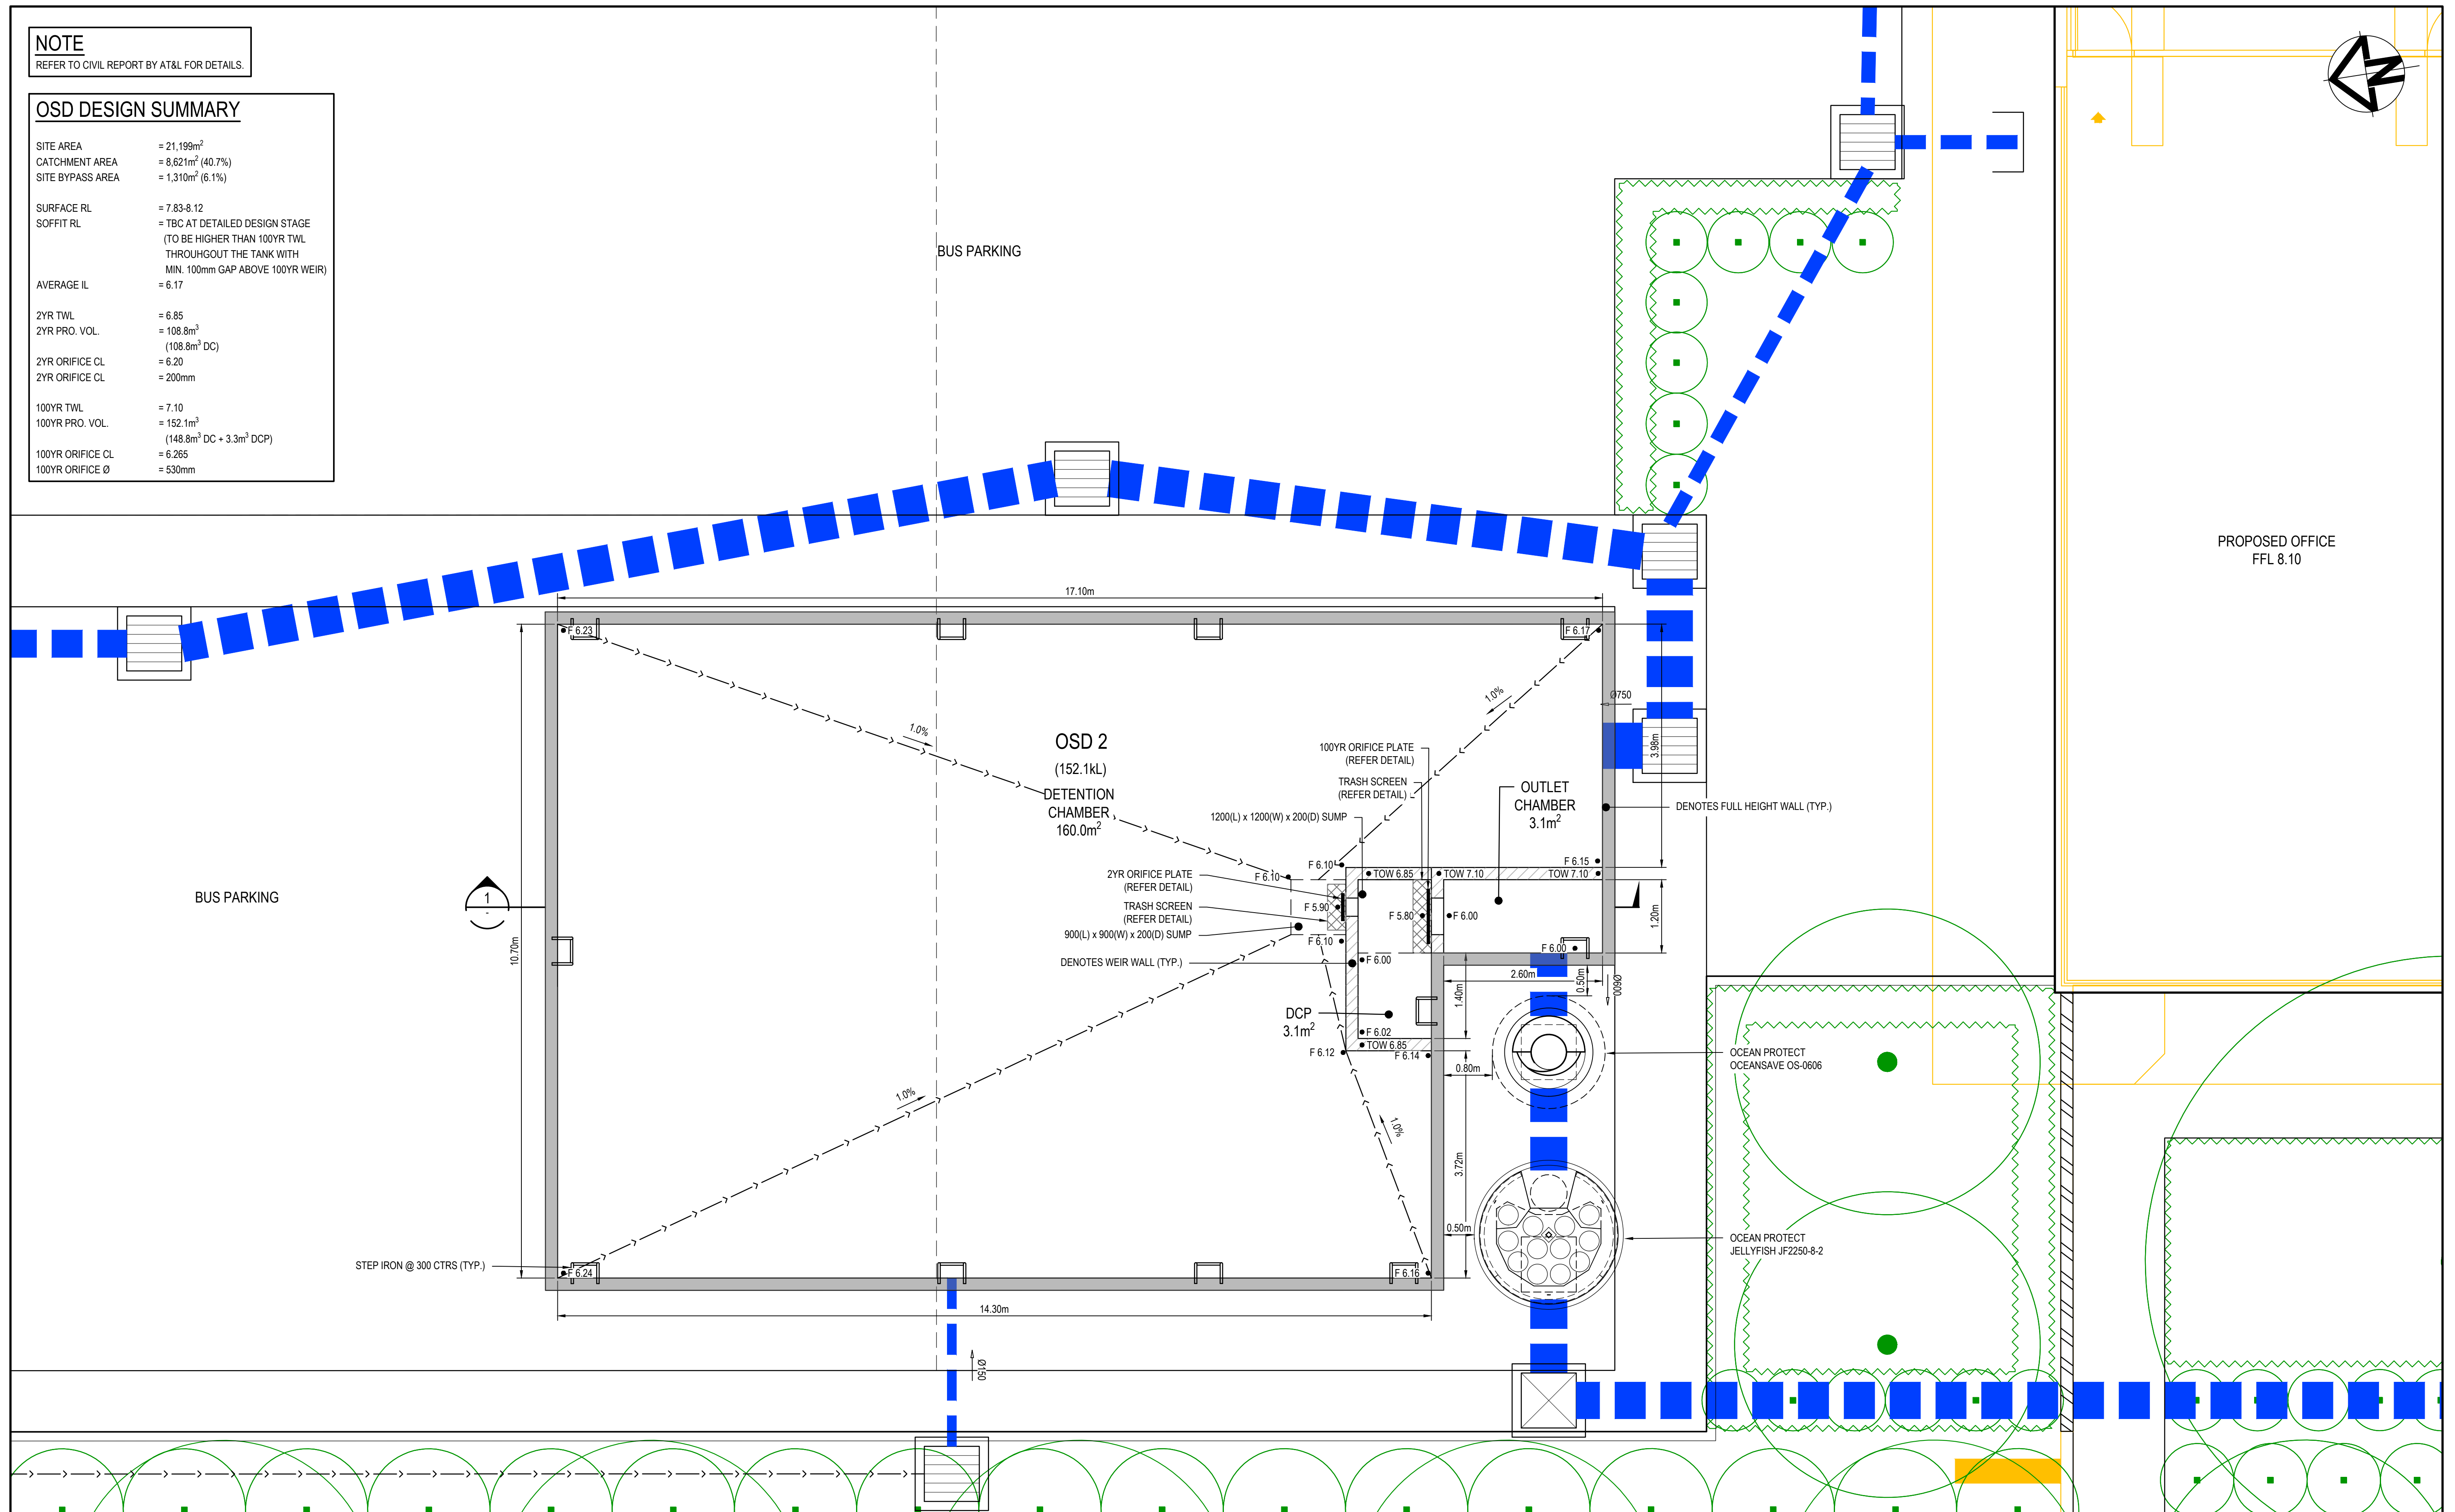 NOTE
REFER TO CIVIL REPORT BY AT&L FOR DETAILS.
OSD DESIGN SUMMARY
SITE AREA = 21,199m²
CATCHMENT AREA = 8,621m² (40.7%)
SITE BYPASS AREA = 1,310m² (6.1%)
SURFACE RL = 7.83-8.12
SOFFIT RL = TBC AT DETAILED DESIGN STAGE
(TO BE HIGHER THAN 100YR TWL
THROUHGOUT THE TANK WITH
MIN. 100mm GAP ABOVE 100YR WEIR)
AVERAGE IL = 6.17
2YR TWL = 6.85
2YR PRO. VOL. = 108.8m³
(108.8m³ DC)
2YR ORIFICE CL = 6.20
2YR ORIFICE CL = 200mm
100YR TWL = 7.10
100YR PRO. VOL. = 152.1m³
(148.8m³ DC + 3.3m³ DCP)
100YR ORIFICE CL = 6.265
100YR ORIFICE Ø = 530mm
N
BUS PARKING
PROPOSED OFFICE
FFL 8.10
17.10m
F 6.23
F 6.17
1.0%
Ø750
1.0%
3.98m
OSD 2
(152.1kL)
DETENTION
CHAMBER
160.0m²
100YR ORIFICE PLATE
(REFER DETAIL)
TRASH SCREEN
(REFER DETAIL)
1200(L) x 1200(W) x 200(D) SUMP
OUTLET
CHAMBER
3.1m²
DENOTES FULL HEIGHT WALL (TYP.)
F 6.10
F 6.15
2YR ORIFICE PLATE
(REFER DETAIL)
F 6.10
TOW 6.85
TOW 7.10
TOW 7.10
BUS PARKING
1
-
TRASH SCREEN
(REFER DETAIL)
F 5.90
F 5.80
F 6.00
1.20m
900(L) x 900(W) x 200(D) SUMP
F 6.10
F 6.00
10.70m
DENOTES WEIR WALL (TYP.)
F 6.00
2.60m
0.50m
Ø600
1.40m
DCP
3.1m²
F 6.02
TOW 6.85
F 6.12
F 6.14
0.80m
OCEAN PROTECT
OCEANSAVE OS-0606
1.0%
1.0%
3.72m
0.50m
OCEAN PROTECT
JELLYFISH JF2250-8-2
STEP IRON @ 300 CTRS (TYP.)
F 6.24
F 6.16
14.30m
Ø150